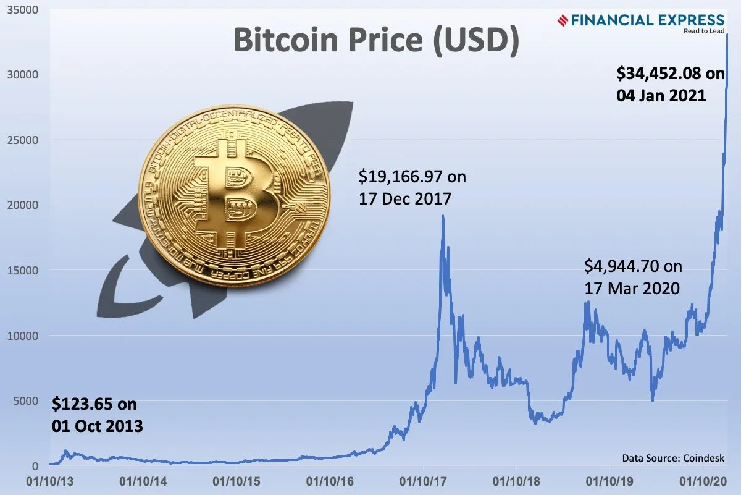 FINANCIAL EXPRESS
Read to Lead
Bitcoin Price (USD)
$34,452.08 on
04 Jan 2021
$19,166.97 on
17 Dec 2017
$4,944.70 on
17 Mar 2020
$123.65 on
01 Oct 2013
35000
30000
25000
20000
15000
10000
5000
0
Data Source: Coindesk
01/10/13 01/10/14 01/10/15 01/10/16 01/10/17 01/10/18 01/10/19 01/10/20